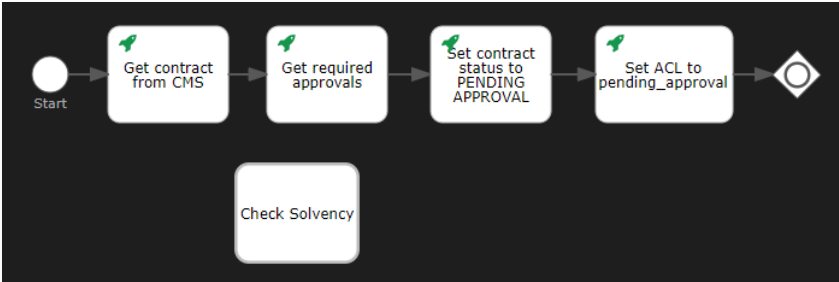 Start
Get contract
from CMS
Get required
approvals
Set contract
status to
PENDING
APPROVAL
Set ACL to
pending_approval
Check Solvency